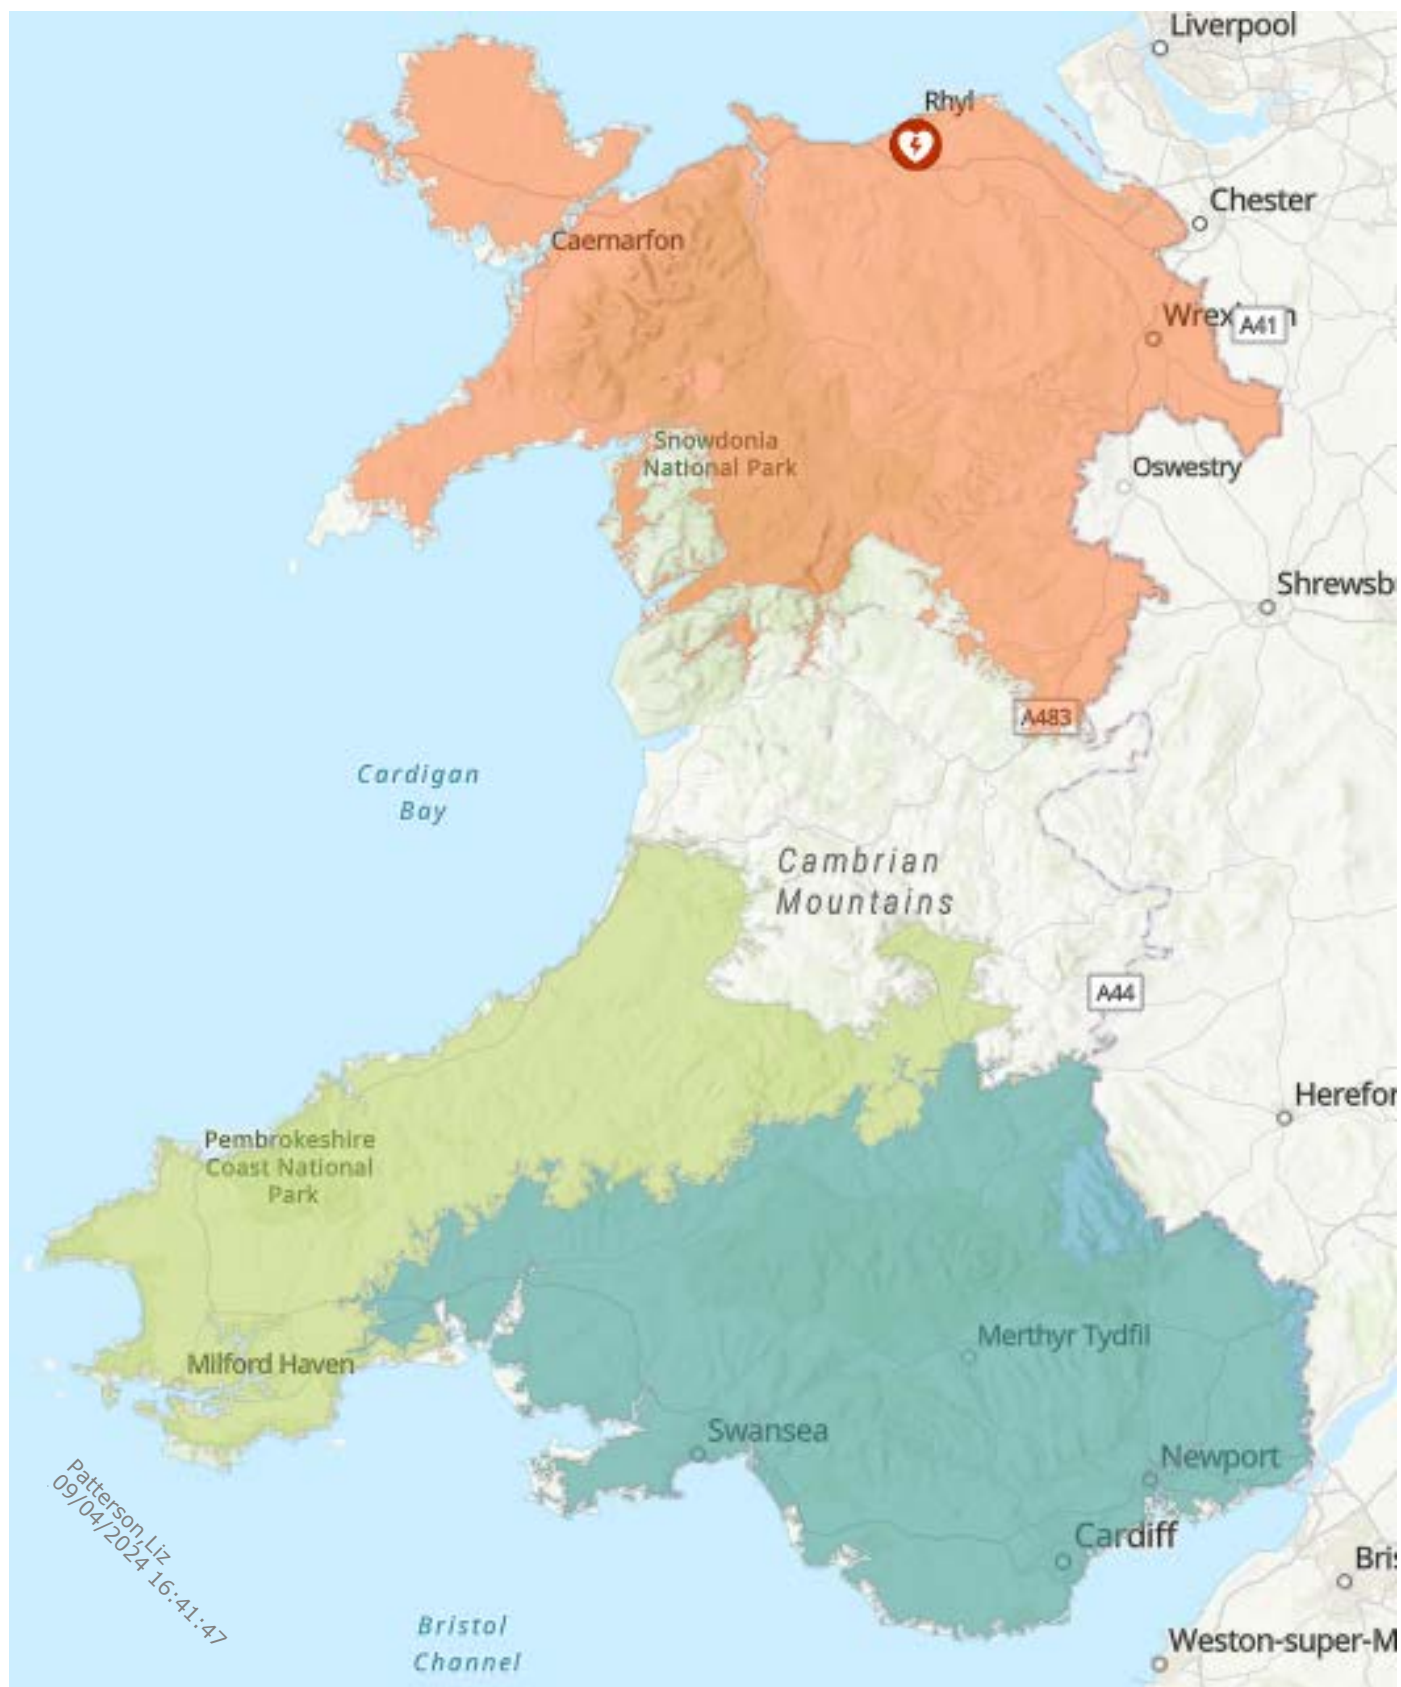 Liverpool
Rhyl
Chester
Caernarfon
A41
Snowdonia
National Park
Oswestry
Shrewsb
A483
Cardigan
Bay
Cambrian
Mountains
A44
Herefor
Pembrokeshire
Coast National
Park
Merthyr Tydfil
Milford Haven
Swansea
Newport
Patterson,Liz
09/04/2024 16:41:47
Cardiff
Bris
Bristol
Channel
Weston-super-M